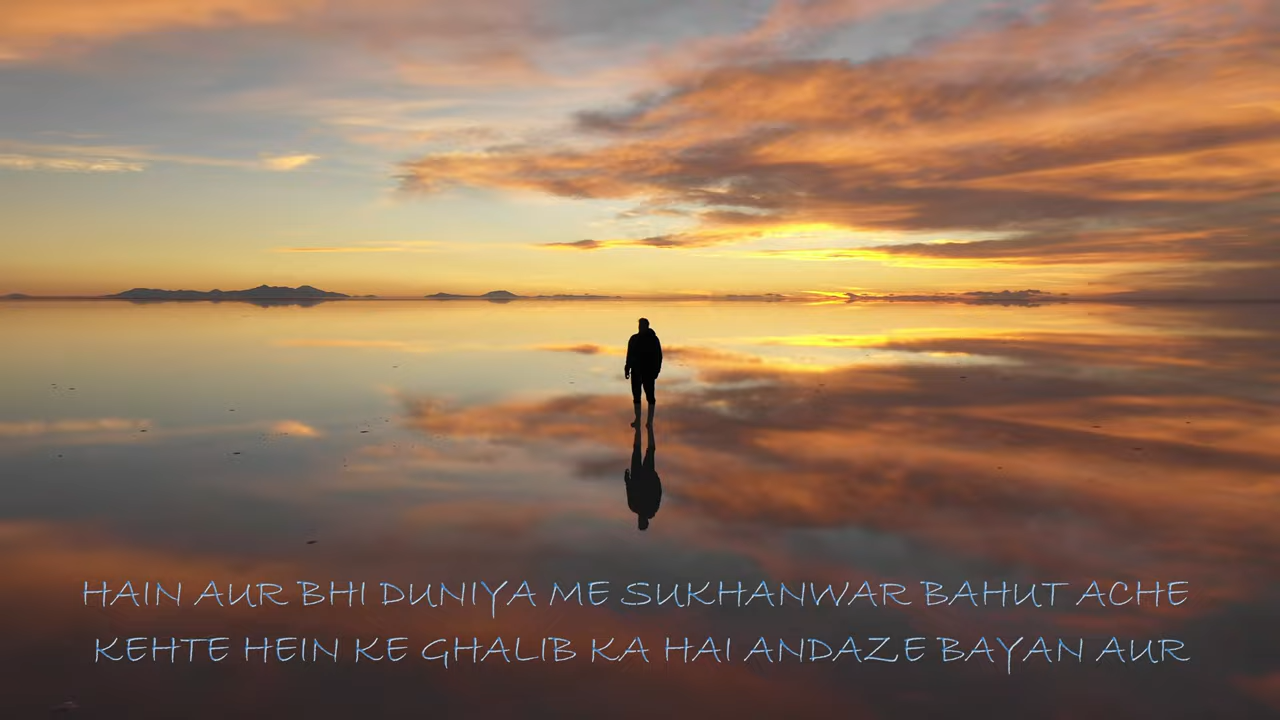 HAIN AUR BHI DUNIYA ME SUKHANWAR BAHUT ACHE
KEHTE HEIN KE GHALIB KA HAI ANDAZE BAYAN AUR